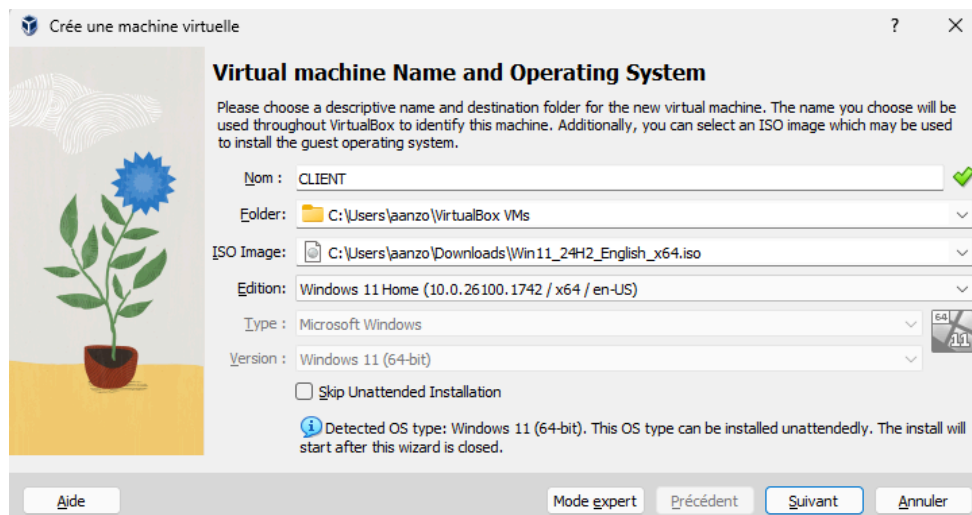 Crée une machine virtuelle
?
Virtual machine Name and Operating System
Please choose a descriptive name and destination folder for the new virtual machine. The name you choose will be
used throughout VirtualBox to identify this machine. Additionally, you can select an ISO image which may be used
to install the guest operating system.
Nom : CLIENT
Folder: C:\Users\aanzo\VirtualBox VMs
ISO Image: C:\Users\aanzo\Downloads\Win11_24H2_English_x64.iso
Edition: Windows 11 Home (10.0.26100.1742 / x64 / en-US)
Type : Microsoft Windows
64
11
Version : Windows 11 (64-bit)
Skip Unattended Installation
Detected OS type: Windows 11 (64-bit). This OS type can be installed unattendedly. The install will
start after this wizard is closed.
Aide Mode expert Précédent Suivant Annuler